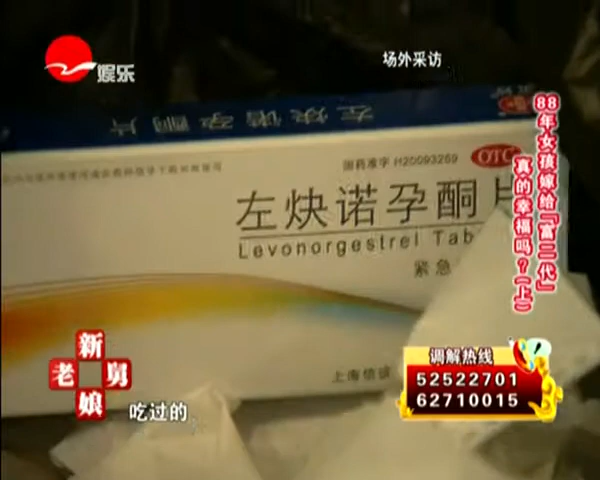 娱乐
场外采访
左炔诺孕酮片
国药准字 H20093269
OTC
左炔诺孕酮
Levonorgestrel Tab
紧急
上海信谊
88年女孩嫁给「富二代」
真的幸福吗？（上）
调解热线
52522701
62710015
新
老 舅
娘
吃过的